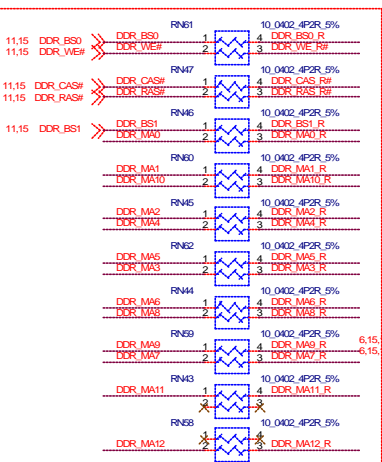 RN61 10_0402_4P2R_5%
11,15 DDR_BS0 DDR_BS0 1 4 DDR_BS0_R
11,15 DDR_WE# DDR_WE# 2 3 DDR_WE_R#
RN47 10_0402_4P2R_5%
11,15 DDR_CAS# DDR_CAS# 1 4 DDR_CAS_R#
11,15 DDR_RAS# DDR_RAS# 2 3 DDR_RAS_R#
RN46 10_0402_4P2R_5%
11,15 DDR_BS1 DDR_BS1 1 4 DDR_BS1_R
DDR_MA0 2 3 DDR_MA0_R
RN60 10_0402_4P2R_5%
DDR_MA1 1 4 DDR_MA1_R
DDR_MA10 2 3 DDR_MA10_R
RN45 10_0402_4P2R_5%
DDR_MA2 1 4 DDR_MA2_R
DDR_MA4 2 3 DDR_MA4_R
RN62 10_0402_4P2R_5%
DDR_MA5 1 4 DDR_MA5_R
DDR_MA3 2 3 DDR_MA3_R
RN44 10_0402_4P2R_5%
DDR_MA6 1 4 DDR_MA6_R
DDR_MA8 2 3 DDR_MA8_R
RN59 10_0402_4P2R_5%
DDR_MA9 1 4 DDR_MA9_R 6,15,
DDR_MA7 2 3 DDR_MA7_R 6,15,
RN43 10_0402_4P2R_5%
DDR_MA11 1 4 DDR_MA11_R
2 3
RN58 10_0402_4P2R_5%
1 4
DDR_MA12 2 3 DDR_MA12_R